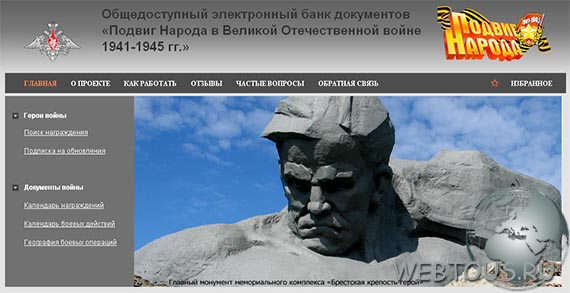 Общедоступный электронный банк документов
«Подвиг Народа в Великой Отечественной войне
1941-1945 гг.»
ПОДВИГ
НАРОДА
ГЛАВНАЯ О ПРОЕКТЕ КАК РАБОТАТЬ ОТЗЫВЫ ЧАСТЫЕ ВОПРОСЫ ОБРАТНАЯ СВЯЗЬ ИЗБРАННОЕ
Герои войны
Поиск награждения
Подписка на обновления
Документы войны
Календарь награждений
Календарь боевых действий
География боевых операций
Главный монумент мемориального комплекса «Брестская крепость-герой»
WEBTOUS.RU